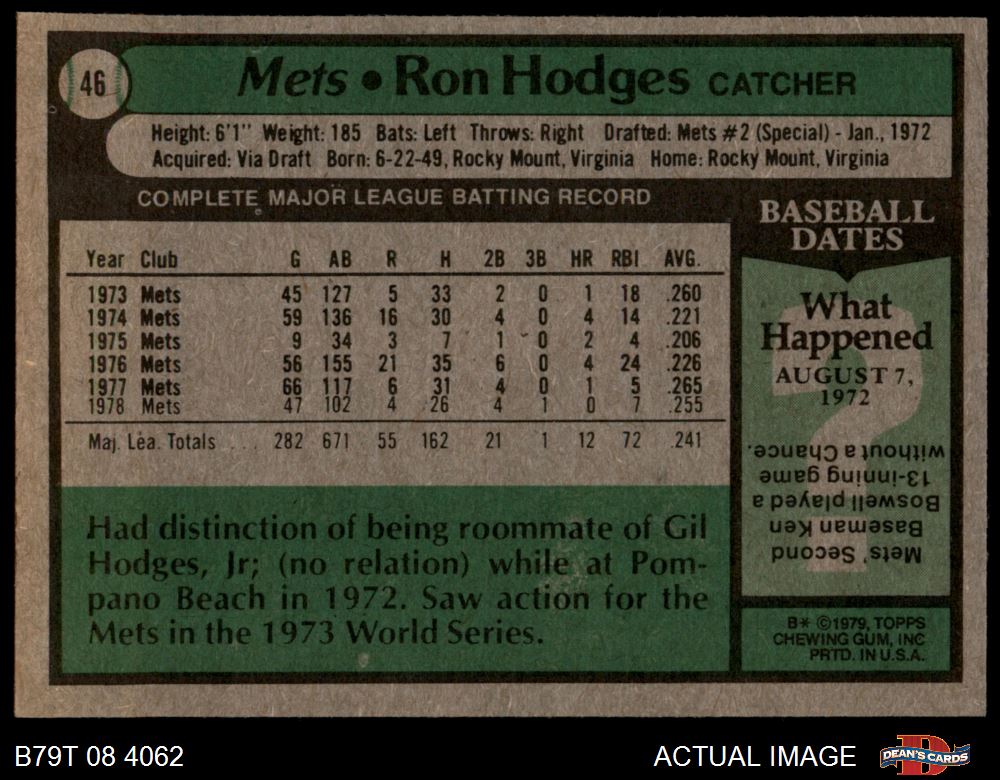 46
Mets • Ron Hodges CATCHER
Height: 6'1" Weight: 185 Bats: Left Throws: Right Drafted: Mets #2 (Special) - Jan., 1972
Acquired: Via Draft Born: 6-22-49, Rocky Mount, Virginia Home: Rocky Mount, Virginia
COMPLETE MAJOR LEAGUE BATTING RECORD
Year Club G AB R H 2B 3B HR RBI AVG.
1973 Mets 45 127 5 33 2 0 1 18 .260
1974 Mets 59 136 16 30 4 0 4 14 .221
1975 Mets 9 34 3 7 1 0 2 4 .206
1976 Mets 56 155 21 35 6 0 4 24 .226
1977 Mets 66 117 6 31 4 0 1 5 .265
1978 Mets 47 102 4 26 4 1 0 7 .255
Maj. Lea. Totals . . . 282 671 55 162 21 1 12 72 .241
Had distinction of being roommate of Gil
Hodges, Jr; (no relation) while at Pom-
pano Beach in 1972. Saw action for the
Mets in the 1973 World Series.
BASEBALL
DATES
What
Happened
AUGUST 7,
1972
?
Mets' Second
Baseman Ken
Boswell played a
13-inning game
without a Chance.
B* ©1979, TOPPS
CHEWING GUM, INC
PRTD. IN U.S.A.
B79T 08 4062
ACTUAL IMAGE
D
DEAN'S CARDS